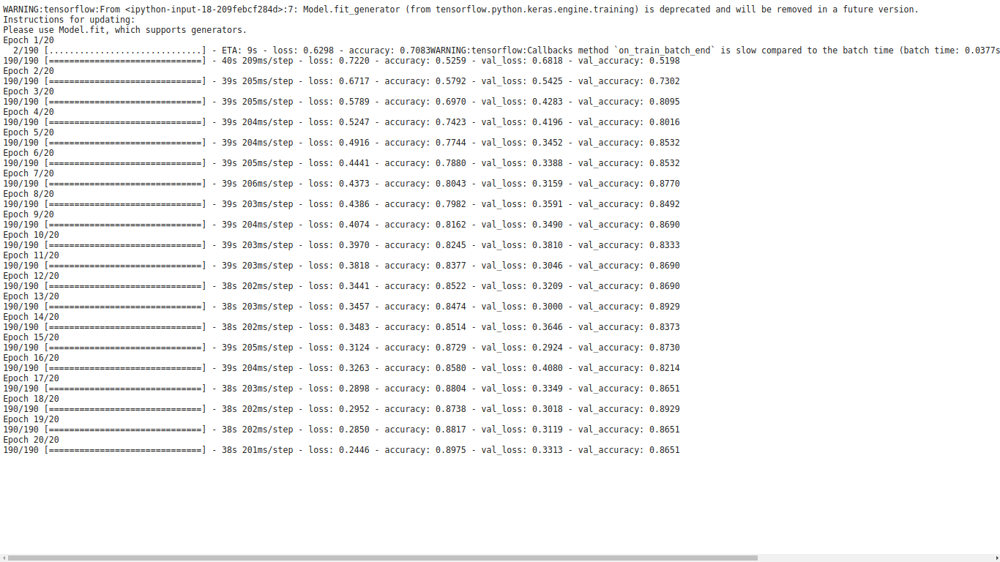 WARNING:tensorflow:From <ipython-input-18-209febcf284d>:7: Model.fit_generator (from tensorflow.python.keras.engine.training) is deprecated and will be removed in a future version.
Instructions for updating:
Please use Model.fit, which supports generators.
Epoch 1/20
  2/190 [..............................] - ETA: 9s - loss: 0.6298 - accuracy: 0.7083WARNING:tensorflow:Callbacks method `on_train_batch_end` is slow compared to the batch time (batch time: 0.0377s
190/190 [==============================] - 40s 209ms/step - loss: 0.7220 - accuracy: 0.5259 - val_loss: 0.6818 - val_accuracy: 0.5198
Epoch 2/20
190/190 [==============================] - 39s 205ms/step - loss: 0.6717 - accuracy: 0.5792 - val_loss: 0.5425 - val_accuracy: 0.7302
Epoch 3/20
190/190 [==============================] - 39s 205ms/step - loss: 0.5789 - accuracy: 0.6970 - val_loss: 0.4283 - val_accuracy: 0.8095
Epoch 4/20
190/190 [==============================] - 39s 204ms/step - loss: 0.5247 - accuracy: 0.7423 - val_loss: 0.4196 - val_accuracy: 0.8016
Epoch 5/20
190/190 [==============================] - 39s 204ms/step - loss: 0.4916 - accuracy: 0.7744 - val_loss: 0.3452 - val_accuracy: 0.8532
Epoch 6/20
190/190 [==============================] - 39s 205ms/step - loss: 0.4441 - accuracy: 0.7880 - val_loss: 0.3388 - val_accuracy: 0.8532
Epoch 7/20
190/190 [==============================] - 39s 206ms/step - loss: 0.4373 - accuracy: 0.8043 - val_loss: 0.3159 - val_accuracy: 0.8770
Epoch 8/20
190/190 [==============================] - 39s 203ms/step - loss: 0.4386 - accuracy: 0.7982 - val_loss: 0.3591 - val_accuracy: 0.8492
Epoch 9/20
190/190 [==============================] - 39s 204ms/step - loss: 0.4074 - accuracy: 0.8162 - val_loss: 0.3490 - val_accuracy: 0.8690
Epoch 10/20
190/190 [==============================] - 39s 203ms/step - loss: 0.3970 - accuracy: 0.8245 - val_loss: 0.3810 - val_accuracy: 0.8333
Epoch 11/20
190/190 [==============================] - 39s 203ms/step - loss: 0.3818 - accuracy: 0.8377 - val_loss: 0.3046 - val_accuracy: 0.8690
Epoch 12/20
190/190 [==============================] - 38s 202ms/step - loss: 0.3441 - accuracy: 0.8522 - val_loss: 0.3209 - val_accuracy: 0.8690
Epoch 13/20
190/190 [==============================] - 38s 203ms/step - loss: 0.3457 - accuracy: 0.8474 - val_loss: 0.3000 - val_accuracy: 0.8929
Epoch 14/20
190/190 [==============================] - 38s 202ms/step - loss: 0.3483 - accuracy: 0.8514 - val_loss: 0.3646 - val_accuracy: 0.8373
Epoch 15/20
190/190 [==============================] - 39s 205ms/step - loss: 0.3124 - accuracy: 0.8729 - val_loss: 0.2924 - val_accuracy: 0.8730
Epoch 16/20
190/190 [==============================] - 39s 204ms/step - loss: 0.3263 - accuracy: 0.8580 - val_loss: 0.4080 - val_accuracy: 0.8214
Epoch 17/20
190/190 [==============================] - 38s 203ms/step - loss: 0.2898 - accuracy: 0.8804 - val_loss: 0.3349 - val_accuracy: 0.8651
Epoch 18/20
190/190 [==============================] - 38s 202ms/step - loss: 0.2952 - accuracy: 0.8738 - val_loss: 0.3018 - val_accuracy: 0.8929
Epoch 19/20
190/190 [==============================] - 38s 202ms/step - loss: 0.2850 - accuracy: 0.8817 - val_loss: 0.3119 - val_accuracy: 0.8651
Epoch 20/20
190/190 [==============================] - 38s 201ms/step - loss: 0.2446 - accuracy: 0.8975 - val_loss: 0.3313 - val_accuracy: 0.8651